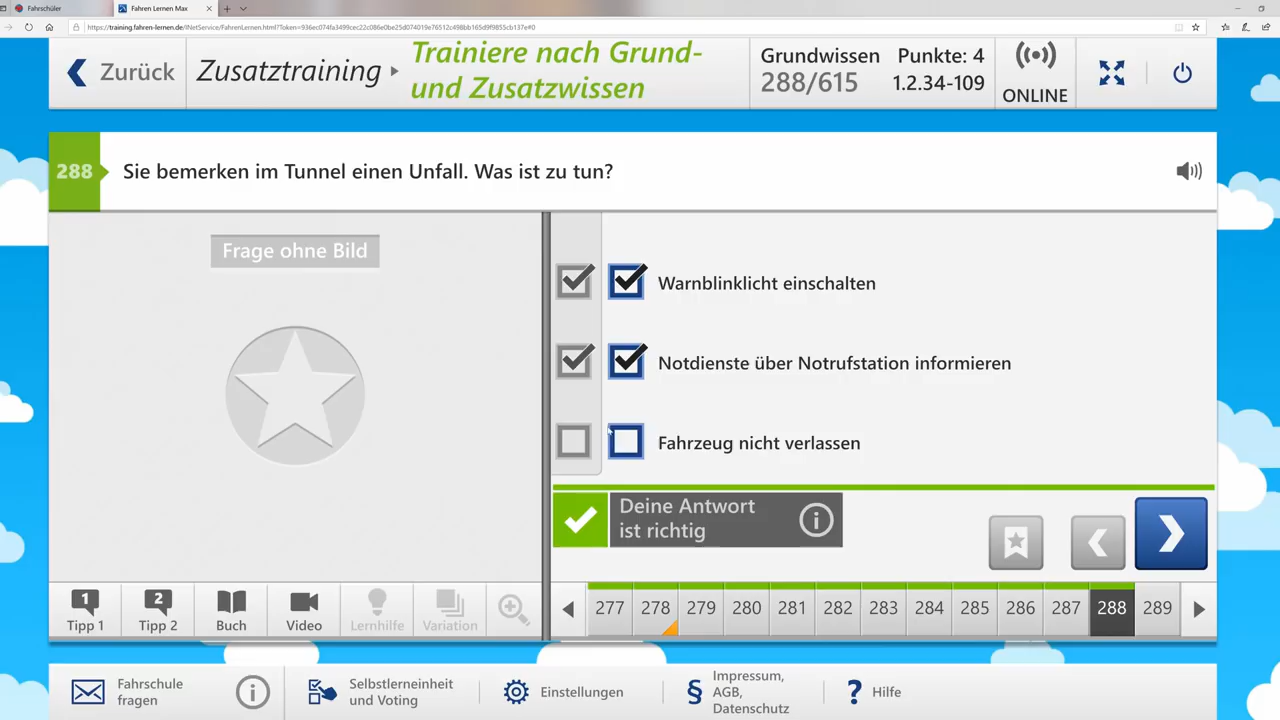 Fahrschüler
Fahren Lernen Max
Zurück
Zusatztraining
Trainiere nach Grund-
und Zusatzwissen
Grundwissen
288/615
Punkte: 4
1.2.34-109
ONLINE
288
Sie bemerken im Tunnel einen Unfall. Was ist zu tun?
Frage ohne Bild
Warnblinklicht einschalten
Notdienste über Notrufstation informieren
Fahrzeug nicht verlassen
Deine Antwort
ist richtig
1
Tipp 1
2
Tipp 2
Buch
Video
Lernhilfe
Variation
277 278 279 280 281 282 283 284 285 286 287 288 289
Fahrschule
fragen
Selbstlerneinheit
und Voting
Einstellungen
§
Impressum,
AGB,
Datenschutz
?
Hilfe